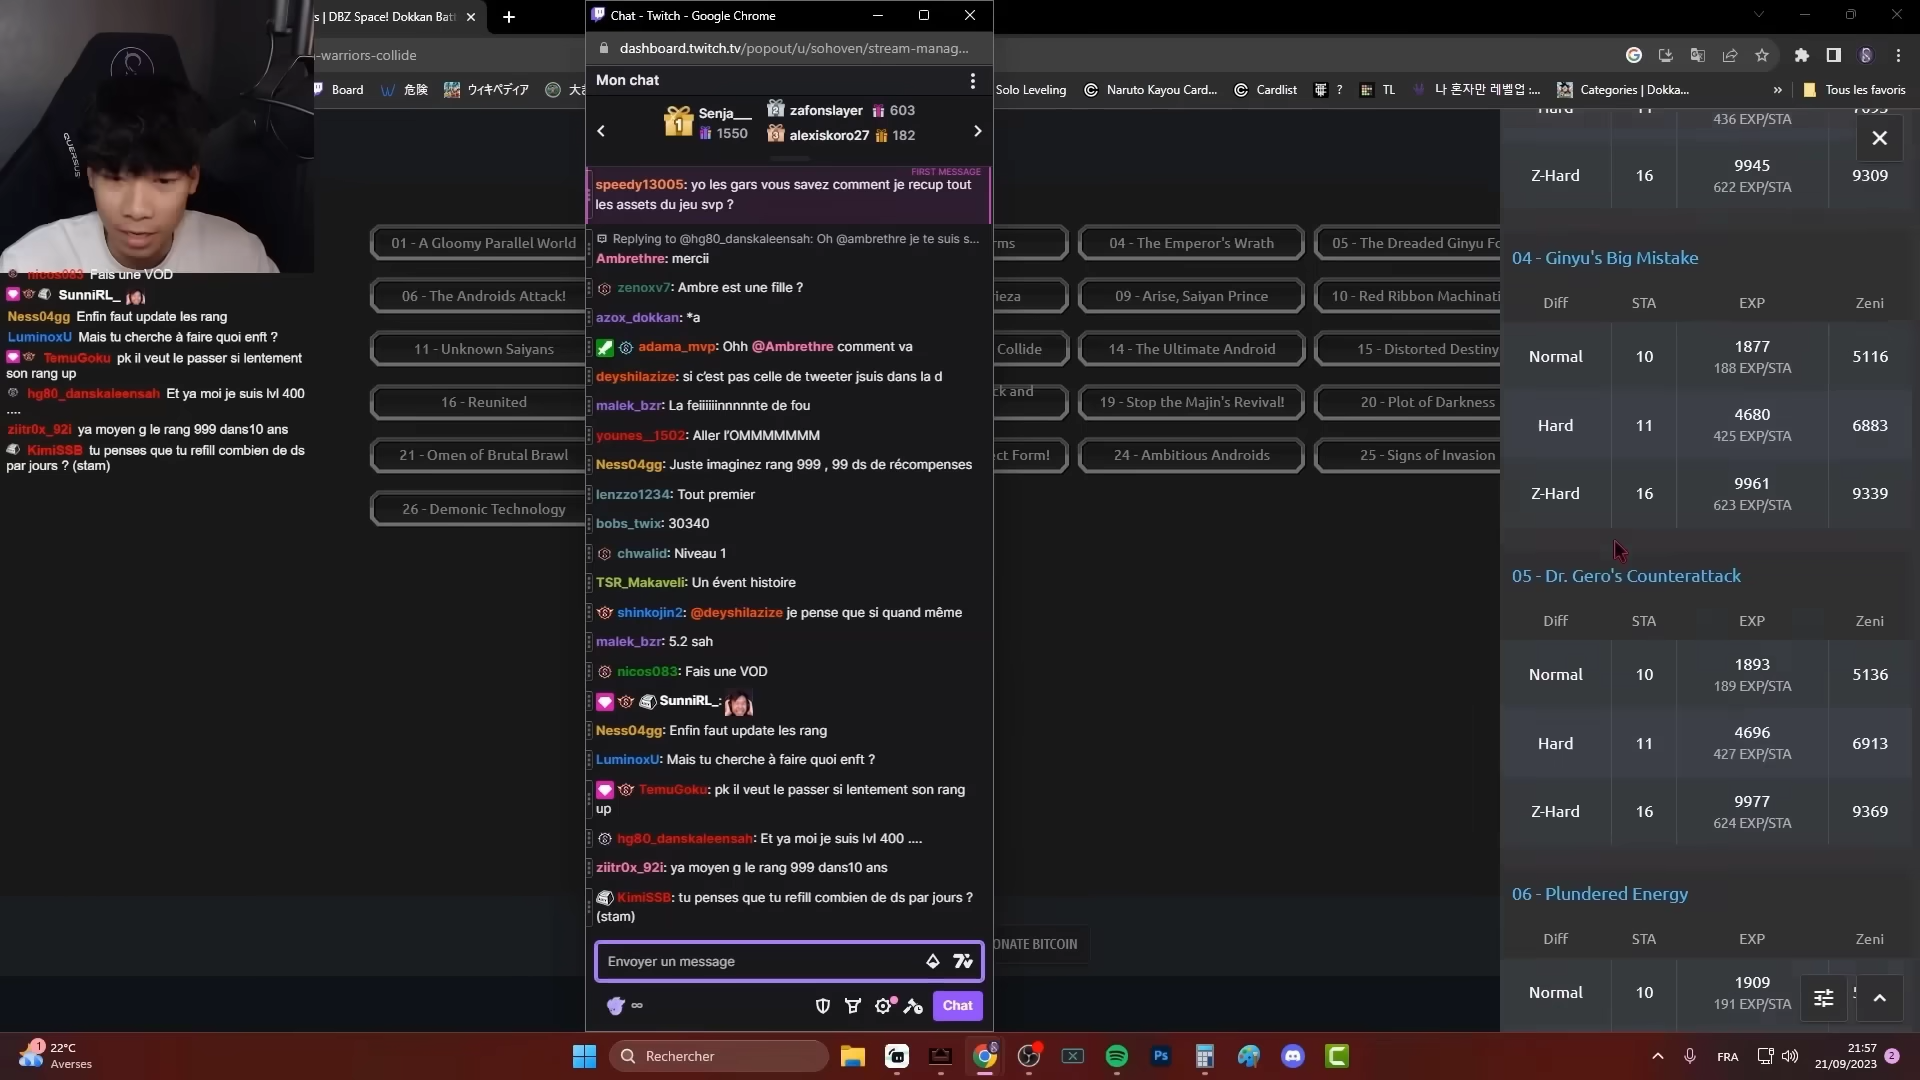 s | DBZ Space! Dokkan Bat
-warriors-collide
Board
危険
ウィキペディア
Solo Leveling
Naruto Kayou Card...
Cardlist
?
TL
나 혼자만 레벨업 :...
Categories | Dokka...
»
Tous les favoris
QUERSUS
nicos083 Fais une VOD
SunniRL_
Ness04gg Enfin faut update les rang
LuminoxU Mais tu cherche à faire quoi enft ?
TemuGoku pk il veut le passer si lentement
son rang up
hg80_danskaleensah Et ya moi je suis lvl 400
....
ziitr0x_92i ya moyen g le rang 999 dans10 ans
KimiSSB tu penses que tu refill combien de ds
par jours ? (stam)
01 - A Gloomy Parallel World
06 - The Androids Attack!
11 - Unknown Saiyans
16 - Reunited
21 - Omen of Brutal Brawl
26 - Demonic Technology
Chat - Twitch - Google Chrome
dashboard.twitch.tv/popout/u/sohoven/stream-manag...
Mon chat
1 Senja___
1550
2 zafonslayer 603
3 alexiskoro27 182
FIRST MESSAGE
speedy13005: yo les gars vous savez comment je recup tout
les assets du jeu svp ?
Replying to @hg80_danskaleensah: Oh @ambrethre je te suis s...
Ambrethre: mercii
zenoxv7: Ambre est une fille ?
azox_dokkan: *a
adama_mvp: Ohh @Ambrethre comment va
deyshilazize: si c'est pas celle de tweeter jsuis dans la d
malek_bzr: La feiiiiiinnnnnte de fou
younes__1502: Aller l'OMMMMMMM
Ness04gg: Juste imaginez rang 999 , 99 ds de récompenses
lenzzo1234: Tout premier
bobs_twix: 30340
chwalid: Niveau 1
TSR_Makaveli: Un évent histoire
shinkojin2: @deyshilazize je pense que si quand même
malek_bzr: 5.2 sah
nicos083: Fais une VOD
SunniRL_:
Ness04gg: Enfin faut update les rang
LuminoxU: Mais tu cherche à faire quoi enft ?
TemuGoku: pk il veut le passer si lentement son rang
up
hg80_danskaleensah: Et ya moi je suis lvl 400 ....
ziitr0x_92i: ya moyen g le rang 999 dans10 ans
KimiSSB: tu penses que tu refill combien de ds par jours ?
(stam)
Envoyer un message
∞
Chat
rms
04 - The Emperor's Wrath
05 - The Dreaded Ginyu Fo
ieza
09 - Arise, Saiyan Prince
10 - Red Ribbon Machinati
Collide
14 - The Ultimate Android
15 - Distorted Destiny
ck and
19 - Stop the Majin's Revival!
20 - Plot of Darkness
ct Form!
24 - Ambitious Androids
25 - Signs of Invasion
ONATE BITCOIN
436 EXP/STA
Z-Hard 16 9945 9309
622 EXP/STA
04 - Ginyu's Big Mistake
Diff STA EXP Zeni
Normal 10 1877 5116
188 EXP/STA
Hard 11 4680 6883
425 EXP/STA
Z-Hard 16 9961 9339
623 EXP/STA
05 - Dr. Gero's Counterattack
Diff STA EXP Zeni
Normal 10 1893 5136
189 EXP/STA
Hard 11 4696 6913
427 EXP/STA
Z-Hard 16 9977 9369
624 EXP/STA
06 - Plundered Energy
Diff STA EXP Zeni
Normal 10 1909
191 EXP/STA
1
22°C
Averses
Rechercher
Ps
FRA
21:57
21/09/2023
2